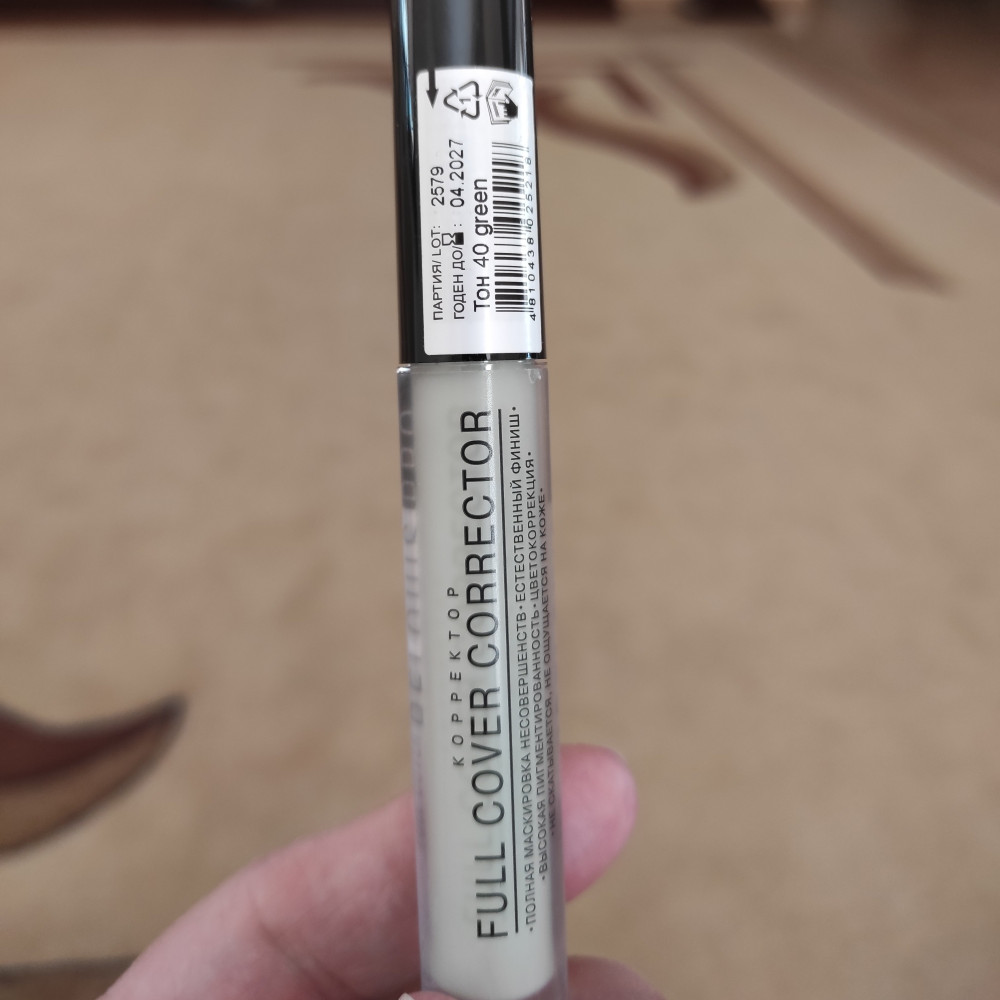 ПАРТИЯ/LOT: 2579
ГОДЕН ДО/ : 04.2027
Тон 40 green
4810438025218
1
КОРРЕКТОР
FULL COVER CORRECTOR
•ПОЛНАЯ МАСКИРОВКА НЕСОВЕРШЕНСТВ•ЕСТЕСТВЕННЫЙ ФИНИШ•
•ВЫСОКАЯ ПИГМЕНТИРОВАННОСТЬ•ЦВЕТОКОРРЕКЦИЯ•
•НЕ СКАТЫВАЕТСЯ, НЕ ОЩУЩАЕТСЯ НА КОЖЕ•